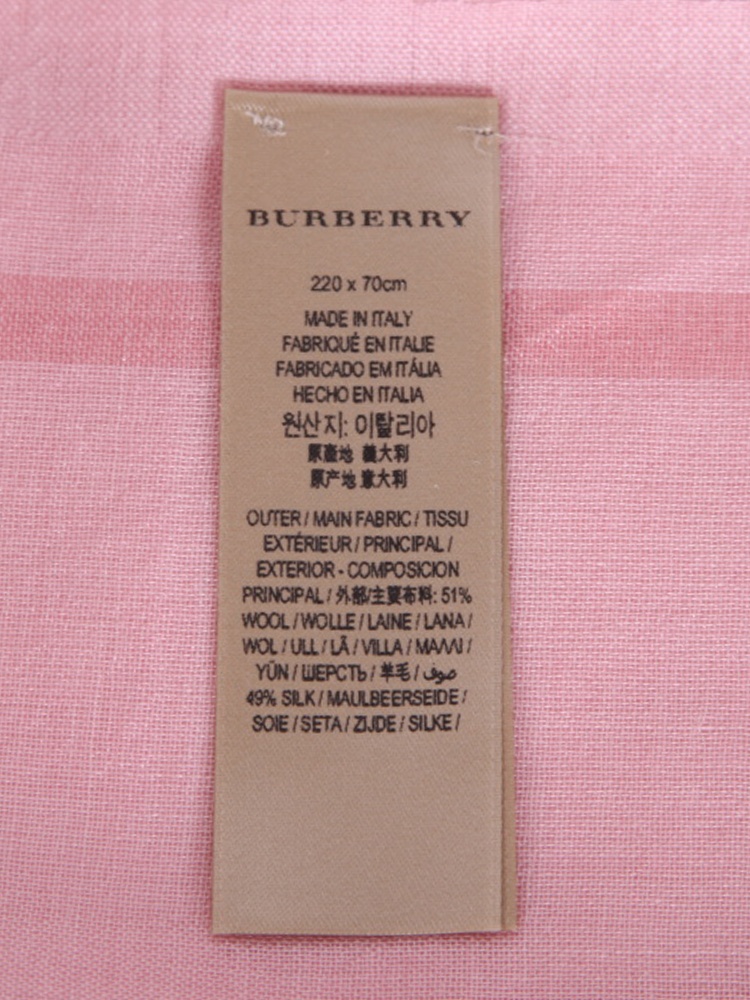 BURBERRY
220 x 70cm
MADE IN ITALY
FABRIQUÉ EN ITALIE
FABRICADO EM ITÁLIA
HECHO EN ITALIA
원산지: 이탈리아
原產地 義大利
原产地 意大利
OUTER / MAIN FABRIC / TISSU
EXTÉRIEUR / PRINCIPAL /
EXTERIOR - COMPOSICION
PRINCIPAL / 外部/主要布料: 51%
WOOL / WOLLE / LAINE / LANA /
WOL / ULL / LÃ / VILLA / ΜΑΛΛΙ /
YÜN / ШЕРСТЬ / 羊毛 / صوف
49% SILK / MAULBEERSEIDE /
SOIE / SETA / ZIJDE / SILKE /